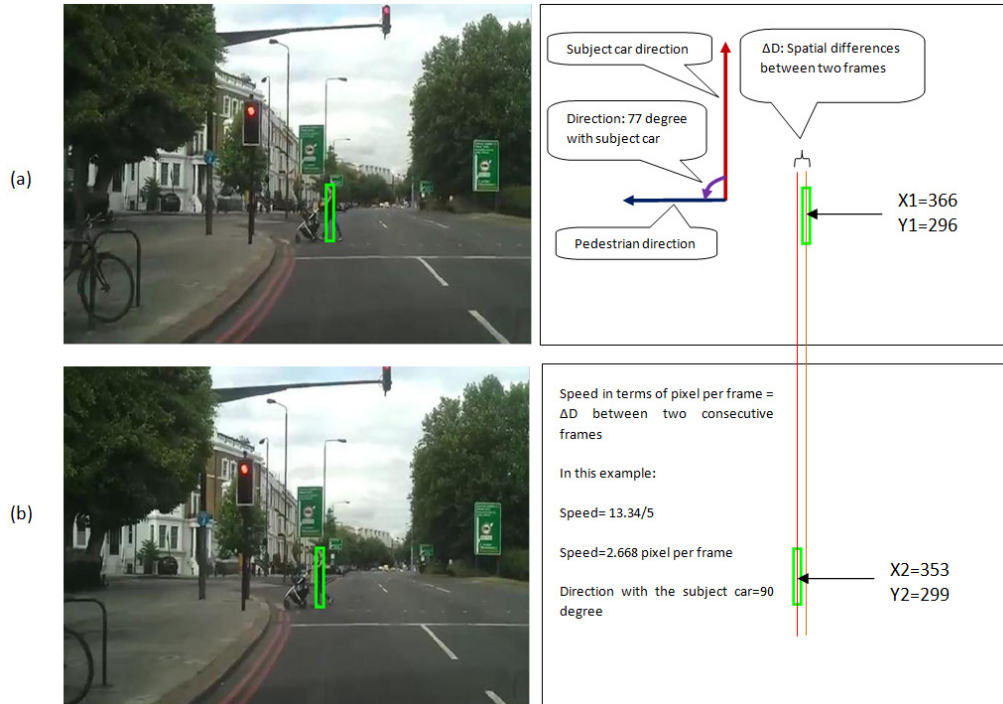 (a)
Subject car direction
ΔD: Spatial differences
between two frames
Direction: 77 degree
with subject car
Pedestrian direction
X1=366
Y1=296
(b)
Speed in terms of pixel per frame =
ΔD between two consecutive
frames
In this example:
Speed= 13.34/5
Speed=2.668 pixel per frame
Direction with the subject car=90
degree
X2=353
Y2=299